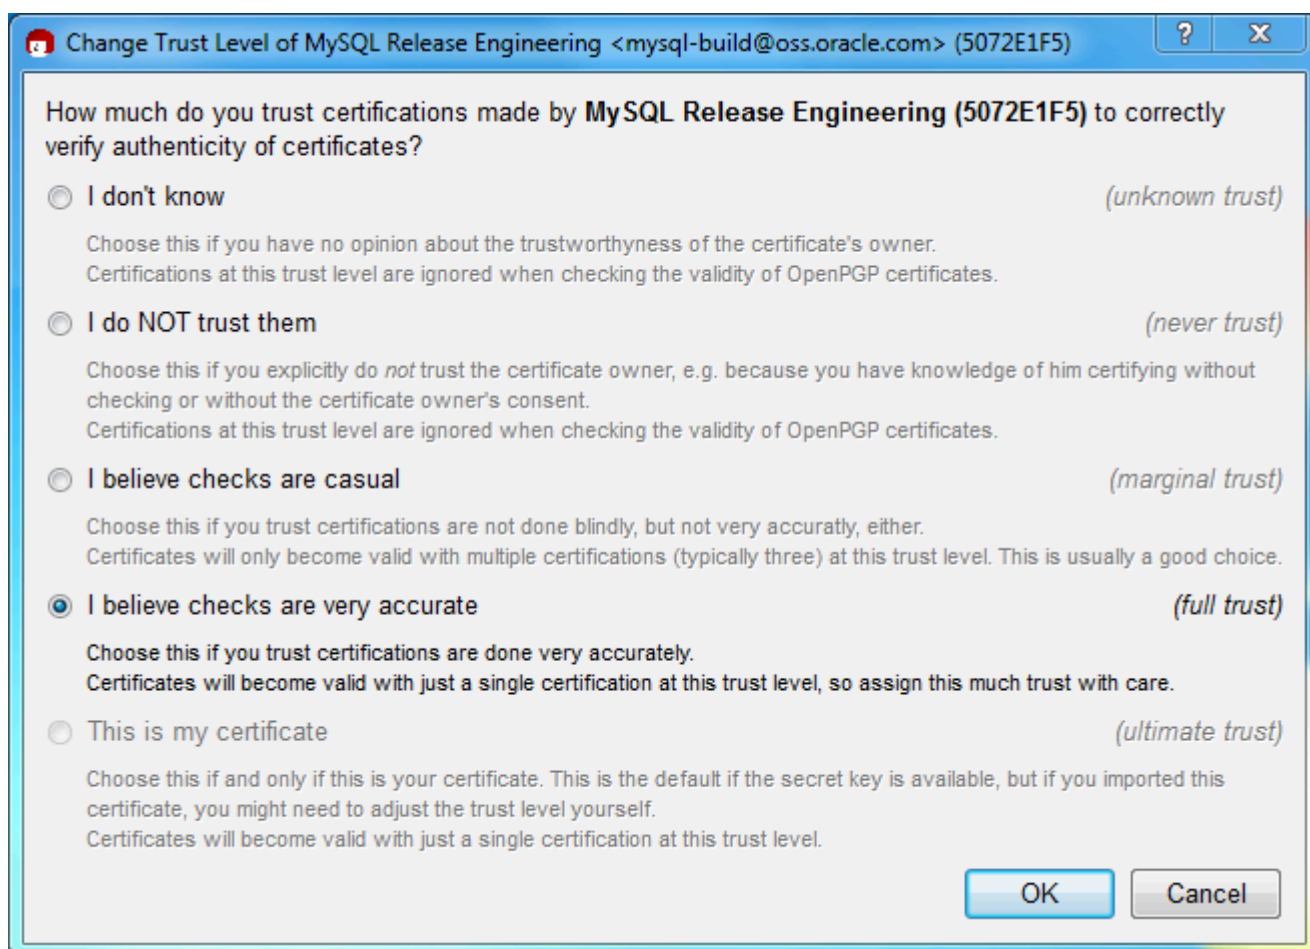 Change Trust Level of MySQL Release Engineering <mysql-build@oss.oracle.com> (5072E1F5)
How much do you trust certifications made by MySQL Release Engineering (5072E1F5) to correctly
verify authenticity of certificates?
I don't know (unknown trust)
Choose this if you have no opinion about the trustworthyness of the certificate's owner.
Certifications at this trust level are ignored when checking the validity of OpenPGP certificates.
I do NOT trust them (never trust)
Choose this if you explicitly do not trust the certificate owner, e.g. because you have knowledge of him certifying without
checking or without the certificate owner's consent.
Certifications at this trust level are ignored when checking the validity of OpenPGP certificates.
I believe checks are casual (marginal trust)
Choose this if you trust certifications are not done blindly, but not very accuratly, either.
Certificates will only become valid with multiple certifications (typically three) at this trust level. This is usually a good choice.
I believe checks are very accurate (full trust)
Choose this if you trust certifications are done very accurately.
Certificates will become valid with just a single certification at this trust level, so assign this much trust with care.
This is my certificate (ultimate trust)
Choose this if and only if this is your certificate. This is the default if the secret key is available, but if you imported this
certificate, you might need to adjust the trust level yourself.
Certificates will become valid with just a single certification at this trust level.
OK Cancel